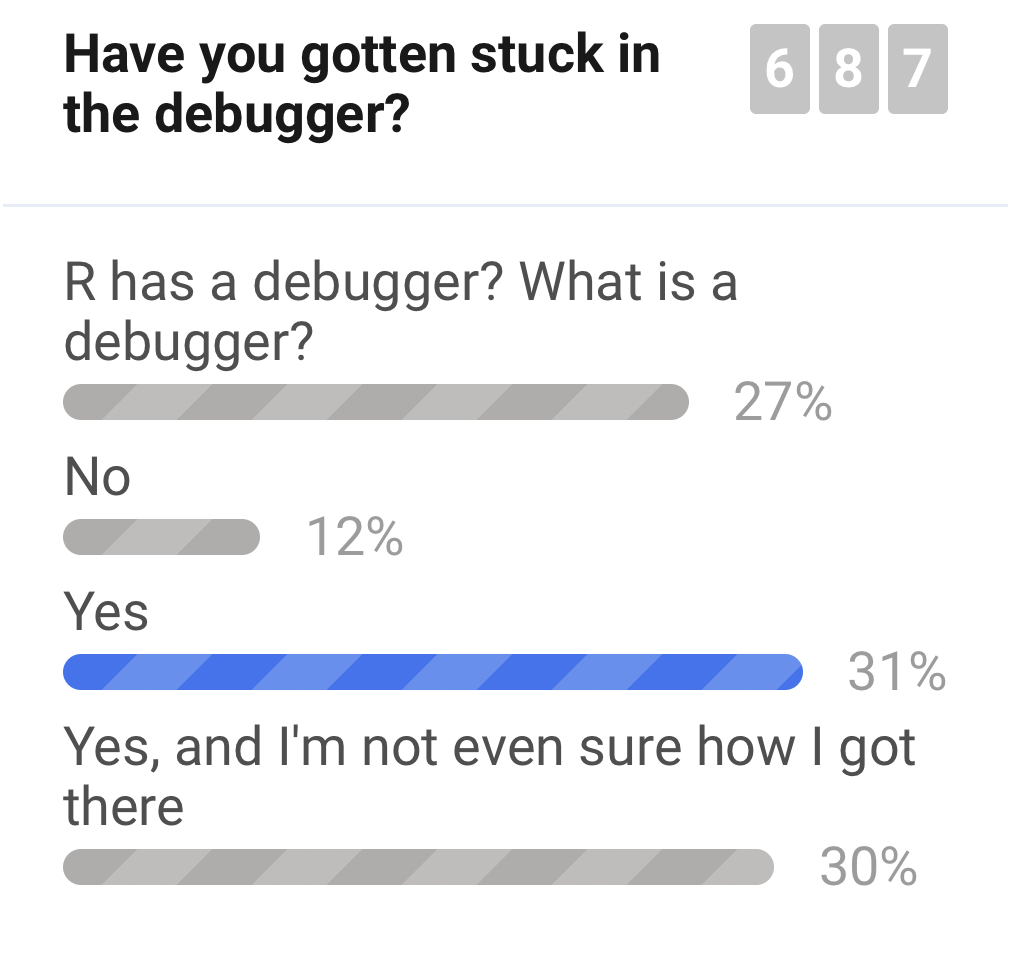 Have you gotten stuck in
the debugger?
6 8 7
R has a debugger? What is a
debugger?
27%
No
12%
Yes
31%
Yes, and I'm not even sure how I got
there
30%